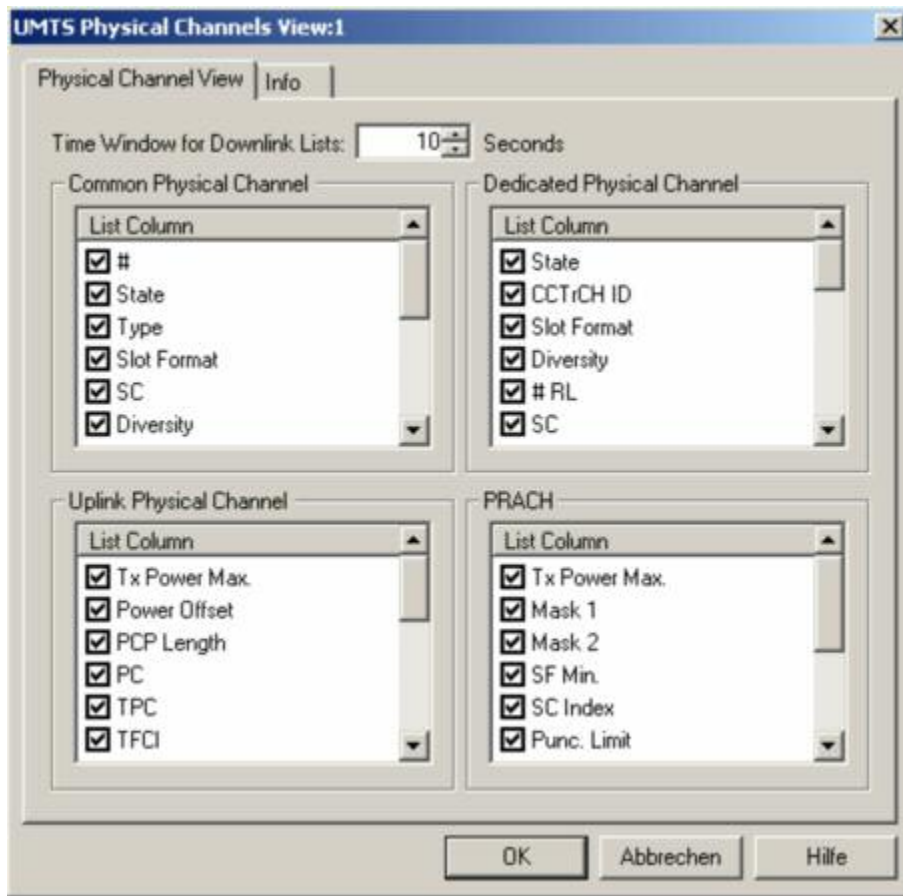 UMTS Physical Channels View:1
Physical Channel View
Info
Time Window for Downlink Lists: 10 Seconds
Common Physical Channel
List Column
#
State
Type
Slot Format
SC
Diversity
Dedicated Physical Channel
List Column
State
CCTrCH ID
Slot Format
Diversity
# RL
SC
Uplink Physical Channel
List Column
Tx Power Max.
Power Offset
PCP Length
PC
TPC
TFCI
PRACH
List Column
Tx Power Max.
Mask 1
Mask 2
SF Min.
SC Index
Punc. Limit
OK
Abbrechen
Hilfe